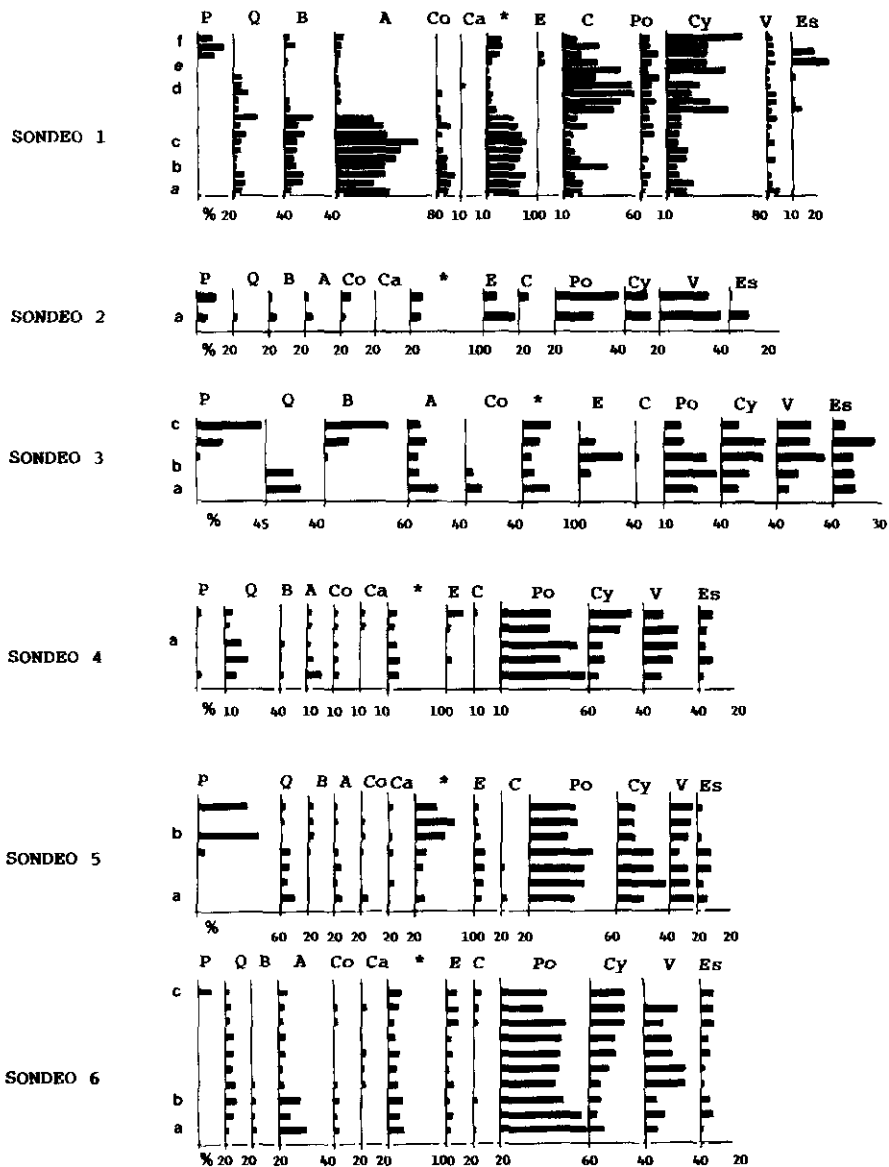 P Q B A Co Ca * E C Po Cy V Es
f
e
d
SONDEO 1
c
b
a
% 20 40 40 80 10 10 100 10 60 10 80 10 20
P Q B A Co Ca * E C Po Cy V Es
SONDEO 2 a
% 20 20 20 20 20 20 100 20 20 40 20 20
P Q B A Co * E C Po Cy V Es
c
SONDEO 3
b
a
% 45 40 60 40 40 100 40 10 40 40 40 30
P Q B A Co Ca * E C Po Cy V Es
a
SONDEO 4
% 10 40 10 10 10 10 100 10 10 60 40 40 20
P Q B A Co Ca * E C Po Cy V Es
b
SONDEO 5
a
% 60 20 20 20 20 20 100 20 20 60 40 20 20
P Q B A Co Ca * E C Po Cy V Es
c
SONDEO 6
b
a
% 20 20 20 40 20 20 100 20 20 60 40 40 20